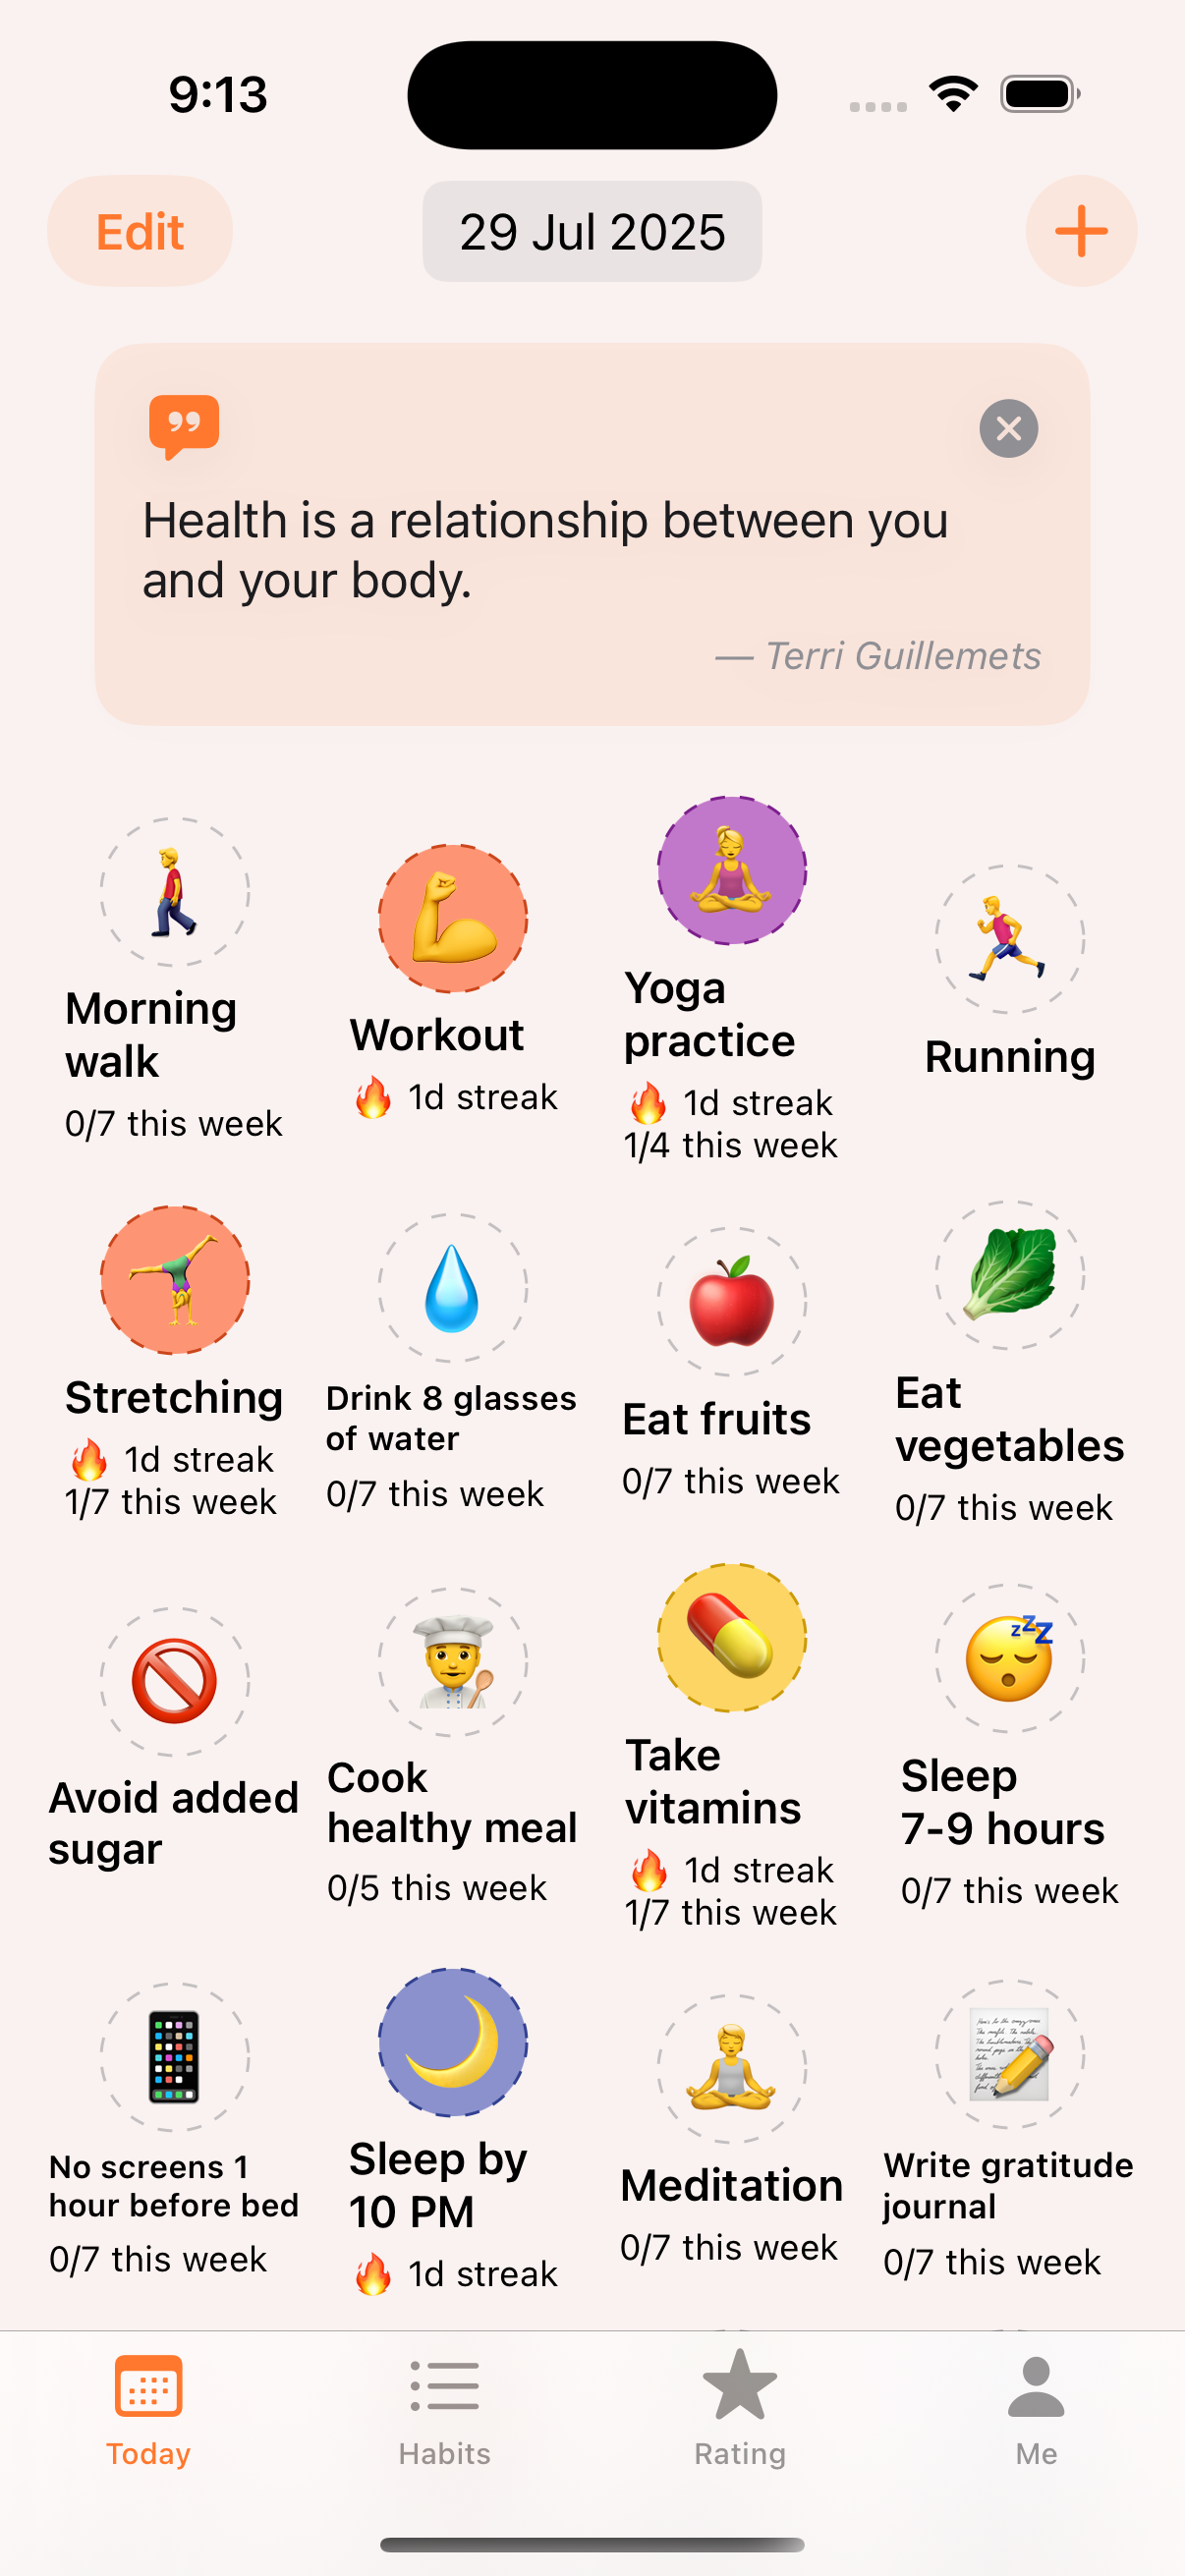 9:13
Edit
29 Jul 2025
Health is a relationship between you
and your body.
— Terri Guillemets
Morning
walk
0/7 this week
Workout
🔥 1d streak
Yoga
practice
🔥 1d streak
1/4 this week
Running
Stretching
🔥 1d streak
1/7 this week
Drink 8 glasses
of water
0/7 this week
Eat fruits
0/7 this week
Eat
vegetables
0/7 this week
Avoid added
sugar
Cook
healthy meal
0/5 this week
Take
vitamins
🔥 1d streak
1/7 this week
Sleep
7-9 hours
0/7 this week
No screens 1
hour before bed
0/7 this week
Sleep by
10 PM
🔥 1d streak
Meditation
0/7 this week
Write gratitude
journal
0/7 this week
Today
Habits
Rating
Me